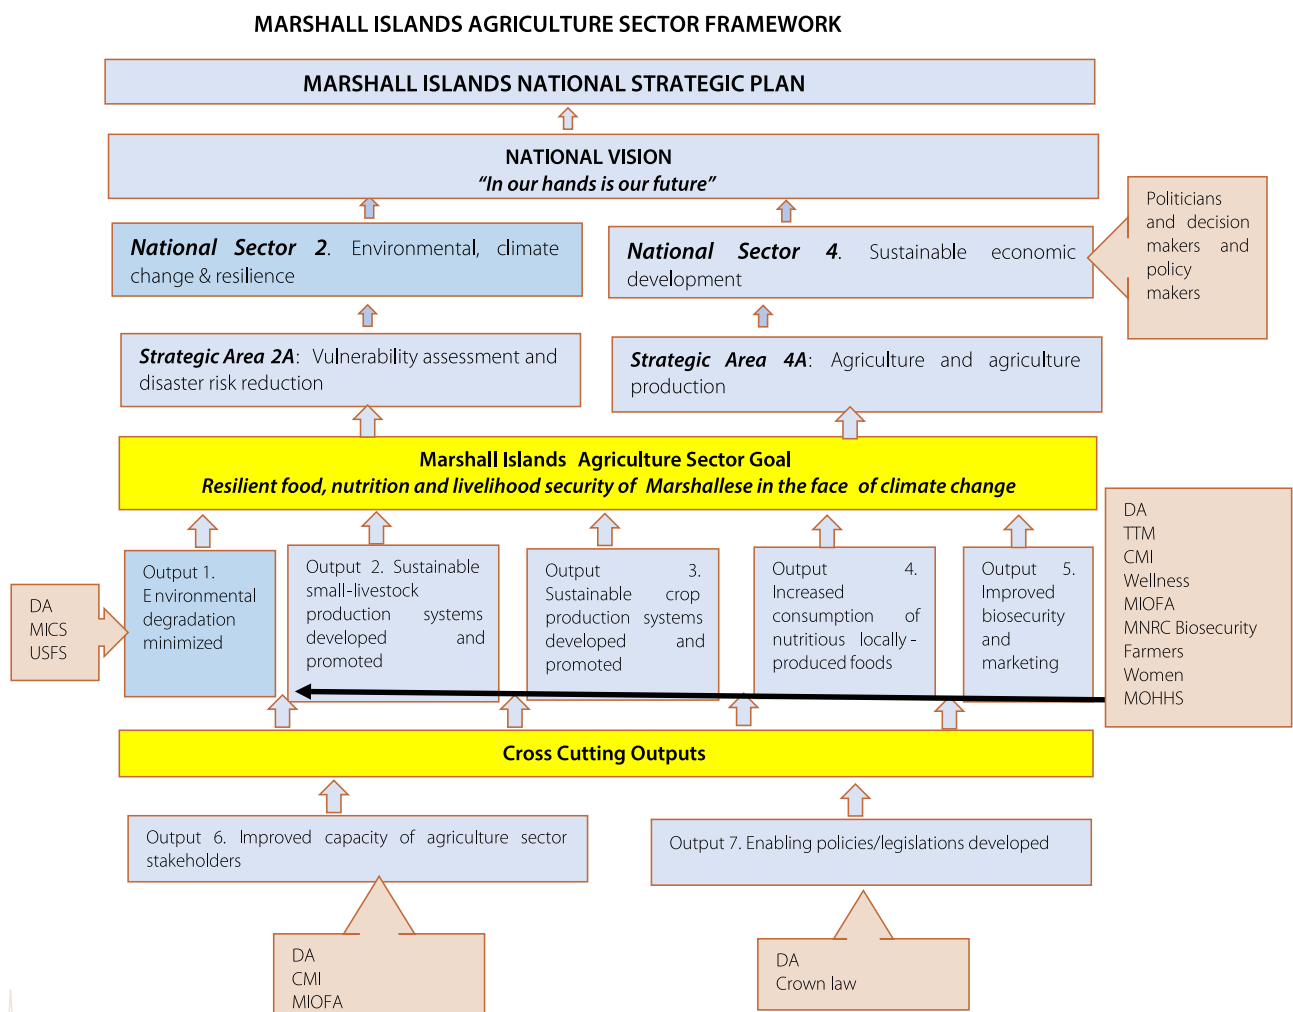 MARSHALL ISLANDS AGRICULTURE SECTOR FRAMEWORK
MARSHALL ISLANDS NATIONAL STRATEGIC PLAN
NATIONAL VISION
“In our hands is our future”
National Sector 2. Environmental, climate
change & resilience
National Sector 4. Sustainable economic
development
Politicians
and decision
makers and
policy
makers
Strategic Area 2A: Vulnerability assessment and
disaster risk reduction
Strategic Area 4A: Agriculture and agriculture
production
Marshall Islands Agriculture Sector Goal
Resilient food, nutrition and livelihood security of Marshallese in the face of climate change
DA
MICS
USFS
Output 1.
Environmental
degradation
minimized
Output 2. Sustainable
small-livestock
production systems
developed and
promoted
Output 3.
Sustainable crop
production systems
developed and
promoted
Output 4.
Increased
consumption of
nutritious locally-
produced foods
Output 5.
Improved
biosecurity
and
marketing
DA
TTM
CMI
Wellness
MIOFA
MNRC Biosecurity
Farmers
Women
MOHHS
Cross Cutting Outputs
Output 6. Improved capacity of agriculture sector
stakeholders
Output 7. Enabling policies/legislations developed
DA
CMI
MIOFA
DA
Crown law